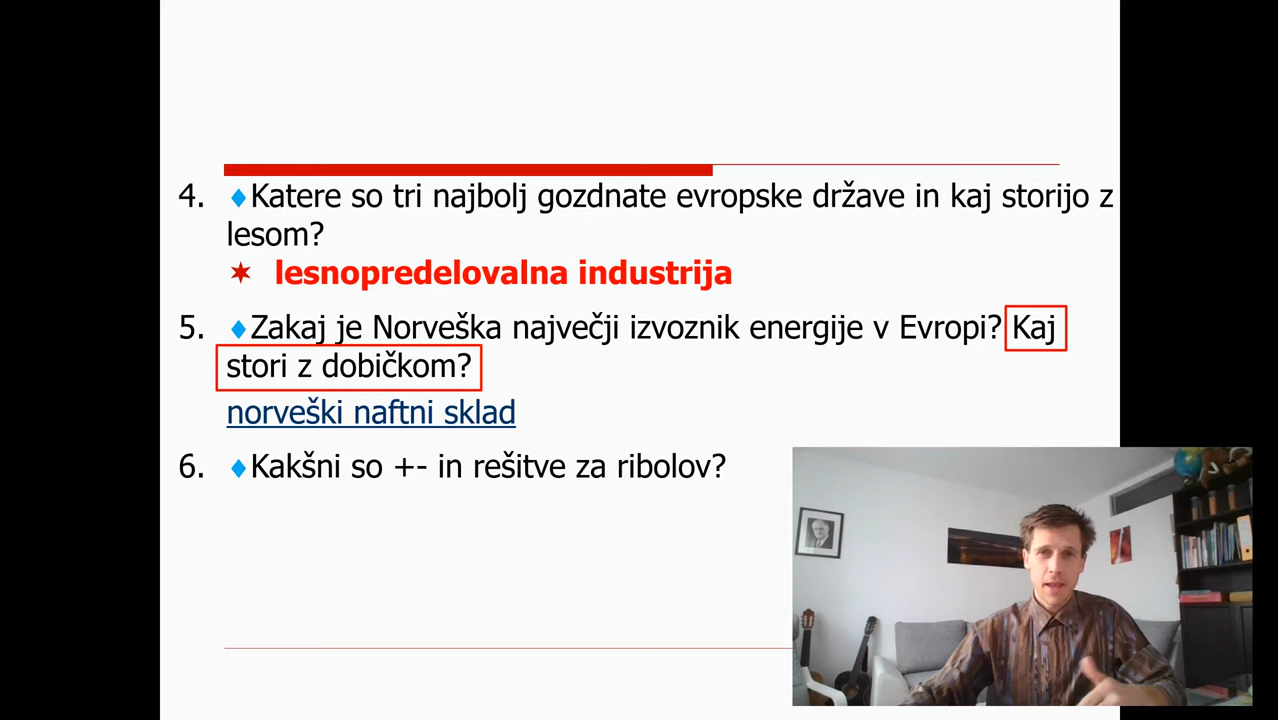 4. ♦Katere so tri najbolj gozdnate evropske države in kaj storijo z
lesom?
✶ lesnopredelovalna industrija
5. ♦Zakaj je Norveška največji izvoznik energije v Evropi? Kaj
stori z dobičkom?
norveški naftni sklad
6. ♦Kakšni so +- in rešitve za ribolov?